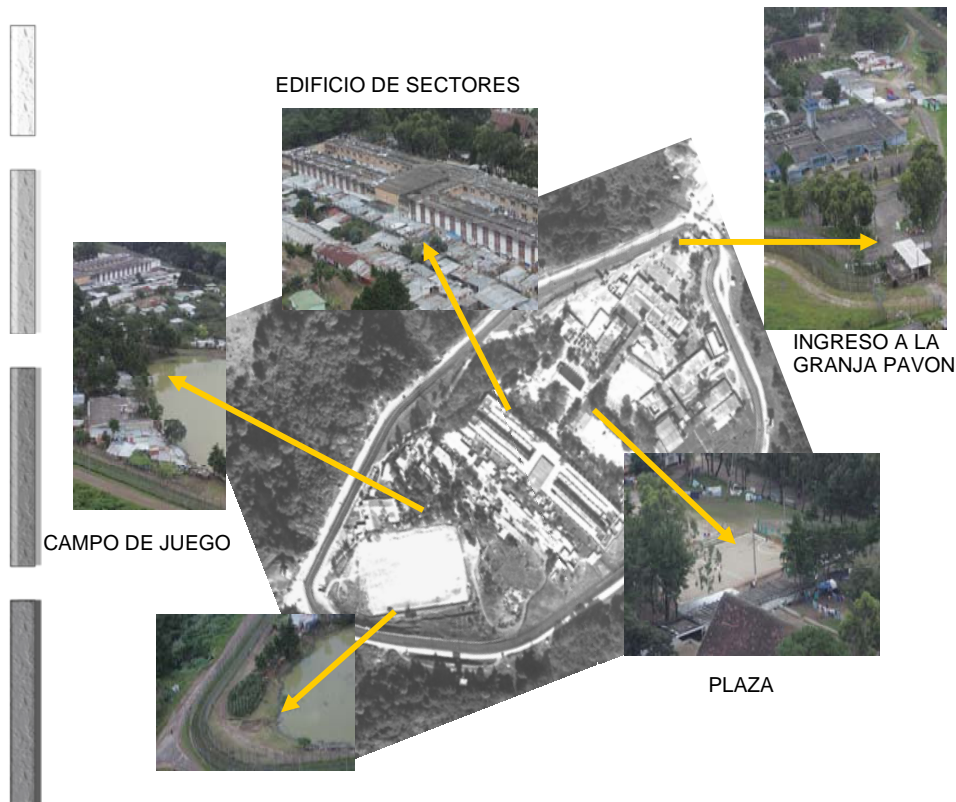 EDIFICIO DE SECTORES
INGRESO A LA
GRANJA PAVON
CAMPO DE JUEGO
PLAZA